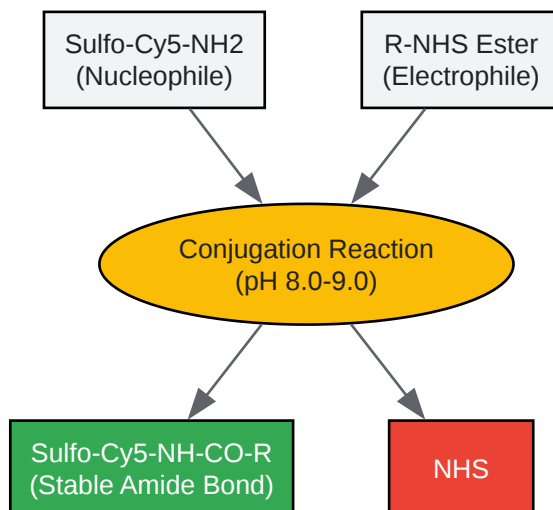 Sulfo-Cy5-NH2
(Nucleophile)
R-NHS Ester
(Electrophile)
Conjugation Reaction
(pH 8.0-9.0)
Sulfo-Cy5-NH-CO-R
(Stable Amide Bond)
NHS